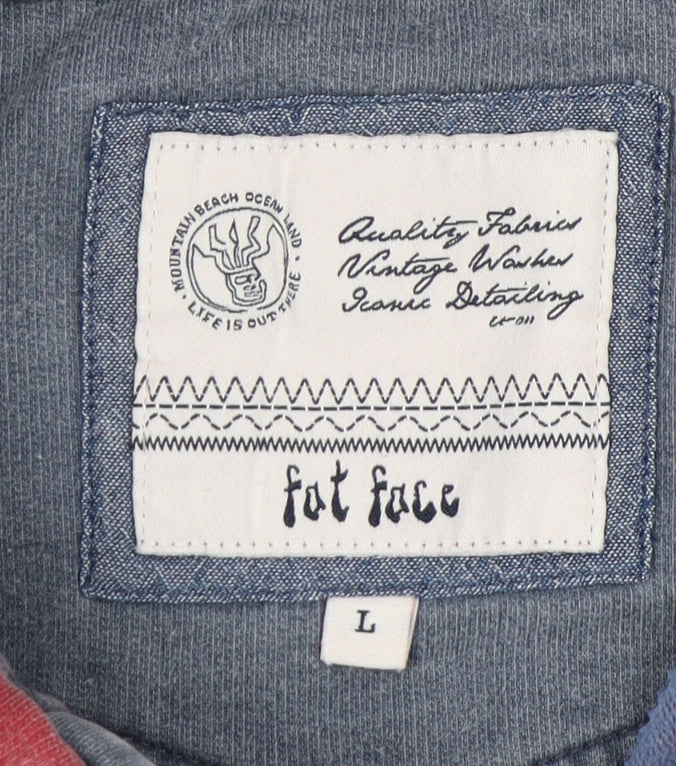 MOUNTAIN BEACH OCEAN LAND
• LIFE IS OUT THERE •
Quality Fabrics
Vintage Washes
Iconic Detailing
fat face
L